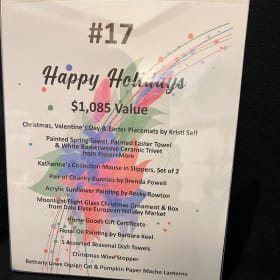 #17
Happy Holidays
$1,085 Value
Christmas, Valentine's Day & Easter Placemats by Kristi Self
Painted Spring Towel, Painted Easter Towel
& White Basketweave Ceramic Trivet
from Paper&More
Katherine's Collection Mouse in Slippers, Set of 2
Pair of Chunky Bunnies by Brenda Powell
Acrylic Sunflower Painting by Rocky Rowton
Moonlight Flight Glass Christmas Ornament & Box
from Dale Elyse European Holiday Market
Home Goods Gift Certificate
Floral Oil Painting by Barbara Keel
5 Assorted Seasonal Dish Towels
Christmas Wine Stopper
Bethany Lowe Design Cat & Pumpkin Paper Mache Lanterns